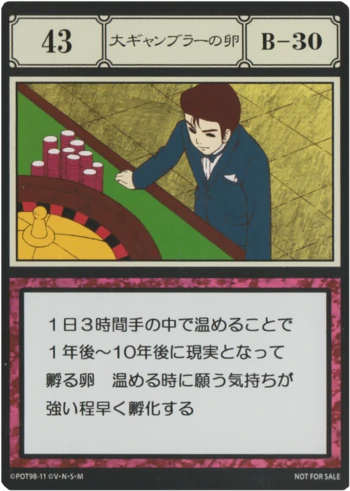 43 大ギャンブラーの卵 B-30
1日3時間手の中で温めることで
1年後～10年後に現実となって
孵る卵　温める時に願う気持ちが
強い程早く孵化する
©POT98-11 ©V・N・S・M NOT FOR SALE